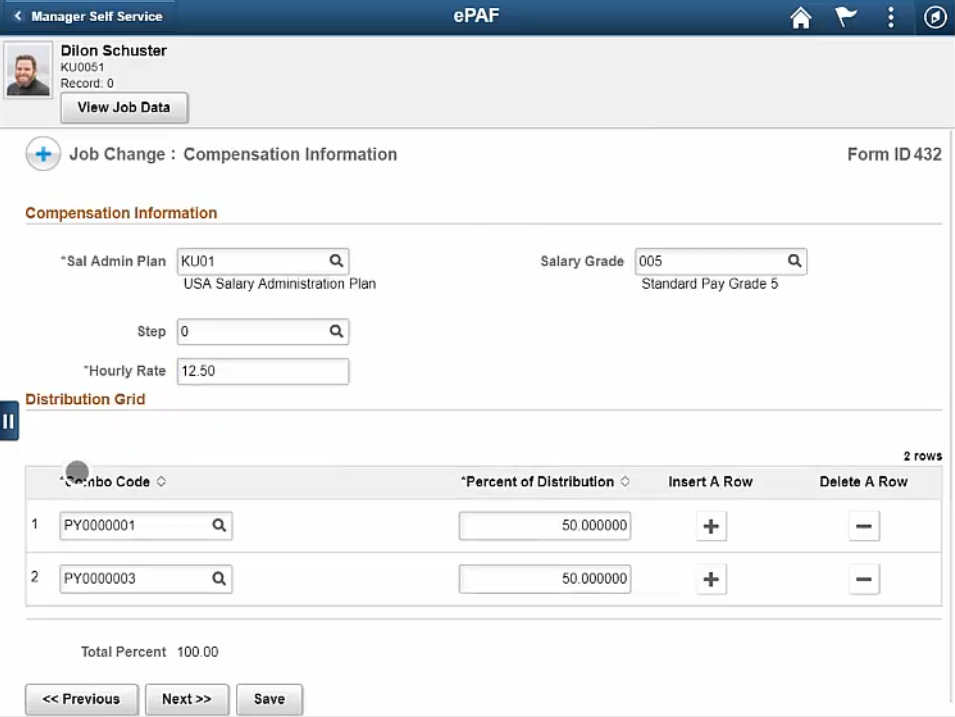 Manager Self Service ePAF
Dilon Schuster
KU0051
Record: 0
View Job Data
Job Change : Compensation Information Form ID 432
Compensation Information
*Sal Admin Plan KU01 Salary Grade 005
USA Salary Administration Plan Standard Pay Grade 5
Step 0
*Hourly Rate 12.50
Distribution Grid
2 rows
*Combo Code *Percent of Distribution Insert A Row Delete A Row
1 PY0000001 50.000000
2 PY0000003 50.000000
Total Percent 100.00
<< Previous Next >> Save